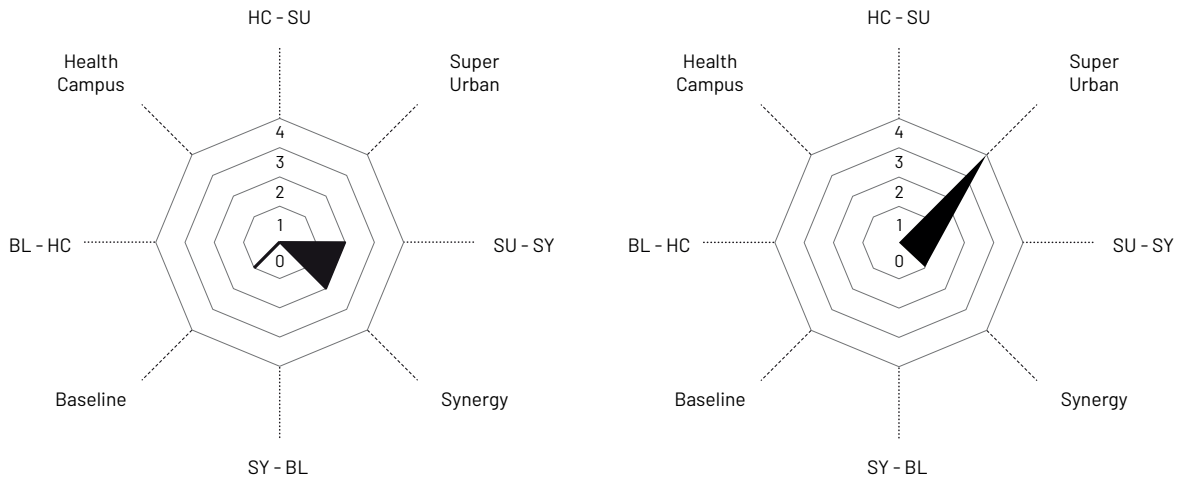 HC - SU
Health
Campus
Super
Urban
4
3
2
1
0
BL - HC
SU - SY
Baseline
Synergy
SY - BL
HC - SU
Health
Campus
Super
Urban
4
3
2
1
0
BL - HC
SU - SY
Baseline
Synergy
SY - BL